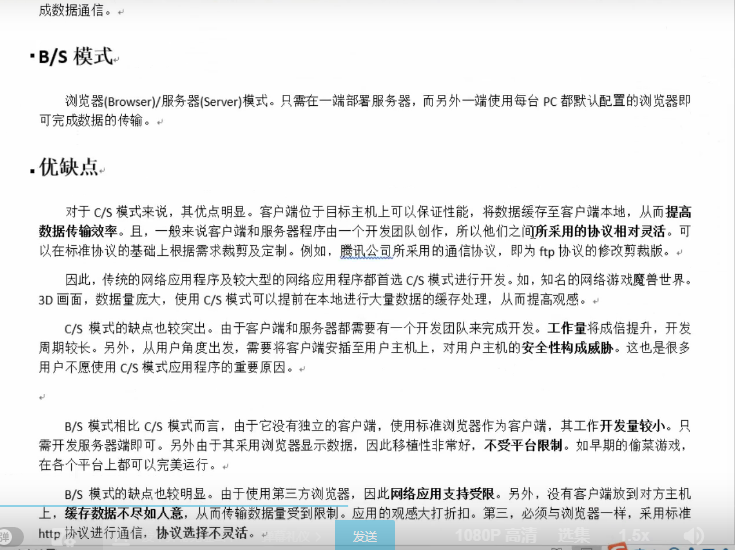 成数据通信。
B/S 模式
浏览器(Browser)/服务器(Server)模式。只需在一端部署服务器，而另外一端使用每台 PC 都默认配置的浏览器即
可完成数据的传输。
优缺点
对于 C/S 模式来说，其优点明显。客户端位于目标主机上可以保证性能，将数据缓存至客户端本地，从而提高
数据传输效率。且，一般来说客户端和服务器程序由一个开发团队创作，所以他们之间所采用的协议相对灵活。可
以在标准协议的基础上根据需求裁剪及定制。例如，腾讯公司所采用的通信协议，即为 ftp 协议的修改剪裁版。
因此，传统的网络应用程序及较大型的网络应用程序都首选 C/S 模式进行开发。如，知名的网络游戏魔兽世界。
3D 画面，数据量庞大，使用 C/S 模式可以提前在本地进行大量数据的缓存处理，从而提高观感。
C/S 模式的缺点也较突出。由于客户端和服务器都需要有一个开发团队来完成开发。工作量将成倍提升，开发
周期较长。另外，从用户角度出发，需要将客户端安插至用户主机上，对用户主机的安全性构成威胁。这也是很多
用户不愿使用 C/S 模式应用程序的重要原因。
B/S 模式相比 C/S 模式而言，由于它没有独立的客户端，使用标准浏览器作为客户端，其工作开发量较小。只
需开发服务器端即可。另外由于其采用浏览器显示数据，因此移植性非常好，不受平台限制。如早期的偷菜游戏，
在各个平台上都可以完美运行。
B/S 模式的缺点也较明显。由于使用第三方浏览器，因此网络应用支持受限。另外，没有客户端放到对方主机
上，缓存数据不尽如人意，从而传输数据量受到限制。应用的观感大打折扣。第三，必须与浏览器一样，采用标准
http 协议进行通信，协议选择不灵活。
弹
发送
1080P 高清
选集
1.5x